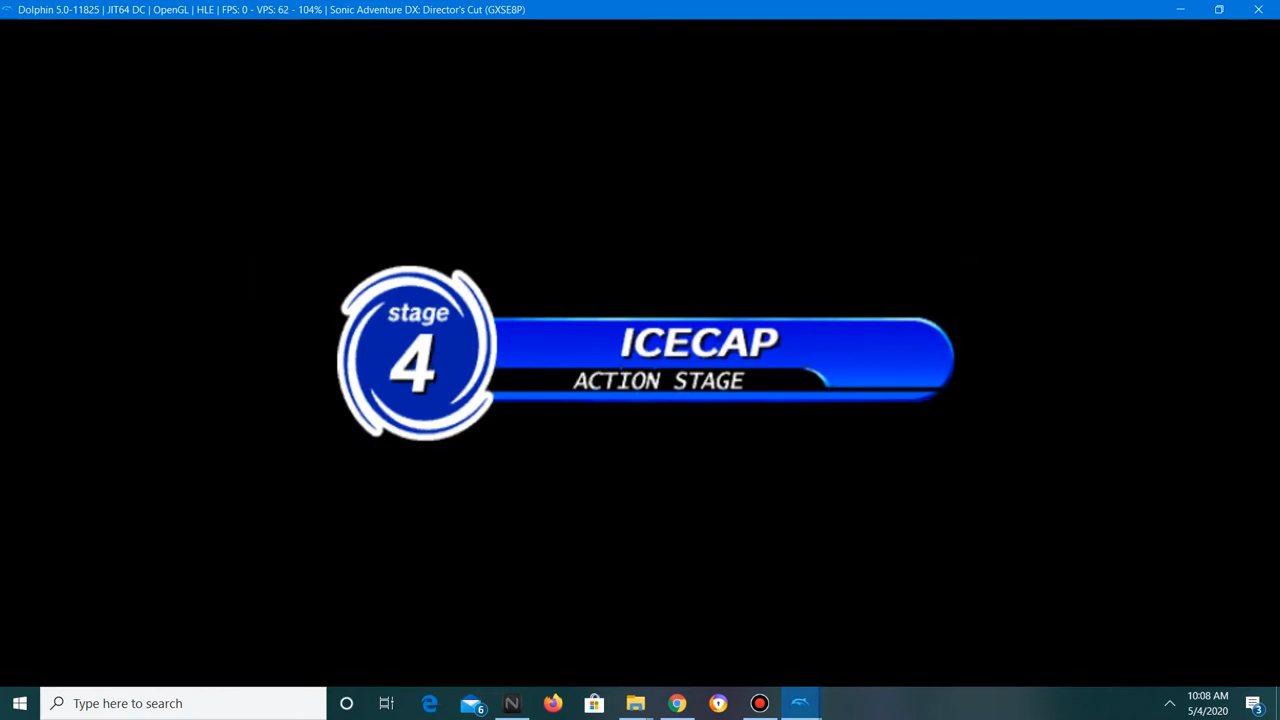 Dolphin 5.0-11825 | JIT64 DC | OpenGL | HLE | FPS: 0 - VPS: 62 - 104% | Sonic Adventure DX: Director's Cut (GXSE8P)
stage
4
ICECAP
ACTION STAGE
Type here to search
6
N
10:08 AM
5/4/2020
3